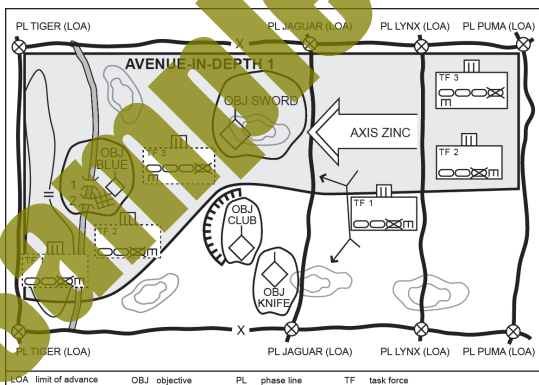 PL TIGER (LOA) PL JAGUAR (LOA) PL LYNX (LOA) PL PUMA (LOA)
X
AVENUE-IN-DEPTH 1
TF 3
E
OBJ SWORD
AXIS ZINC
OBJ
BLUE
TF 3
TF 2
E
1
2
OBJ
CLUB
TF 1
E
TF 2
E
E
OBJ
KNIFE
X
PL TIGER (LOA) PL JAGUAR (LOA) PL LYNX (LOA) PL PUMA (LOA)
LOA limit of advance OBJ objective PL phase line TF task force
Sample